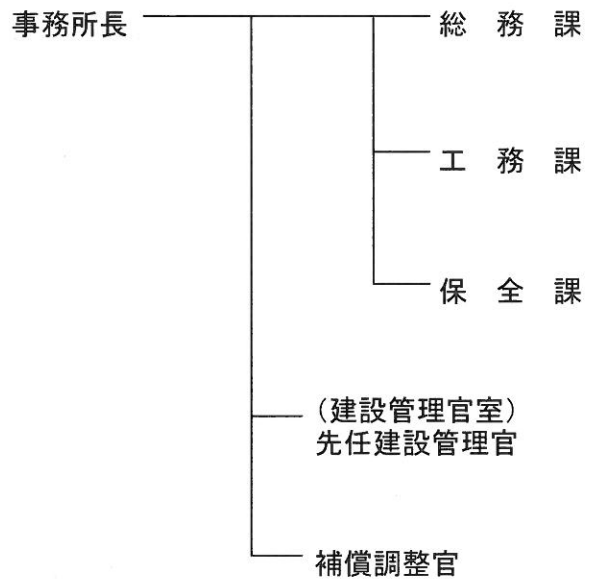 事務所長
総 務 課
工 務 課
保 全 課
（建設管理官室）
先任建設管理官
補償調整官